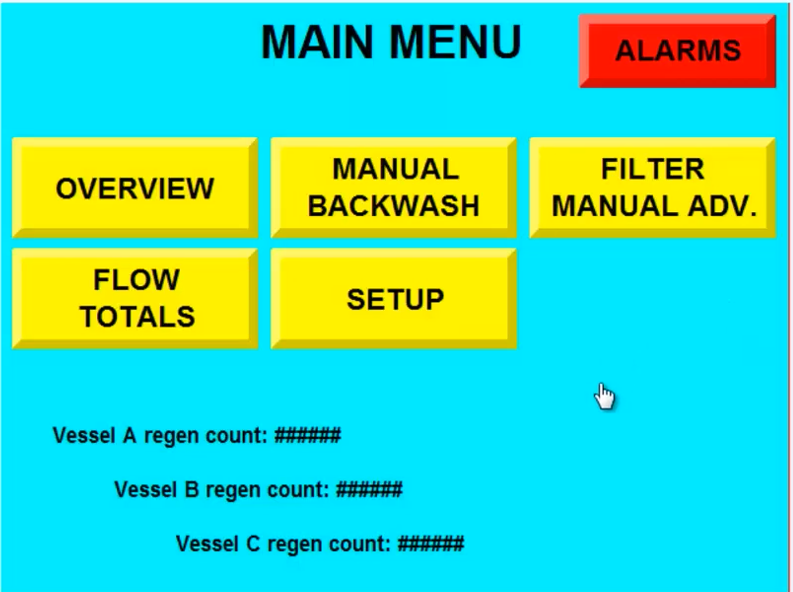 MAIN MENU
ALARMS
OVERVIEW
MANUAL
BACKWASH
FILTER
MANUAL ADV.
FLOW
TOTALS
SETUP
Vessel A regen count: ######
Vessel B regen count: ######
Vessel C regen count: ######